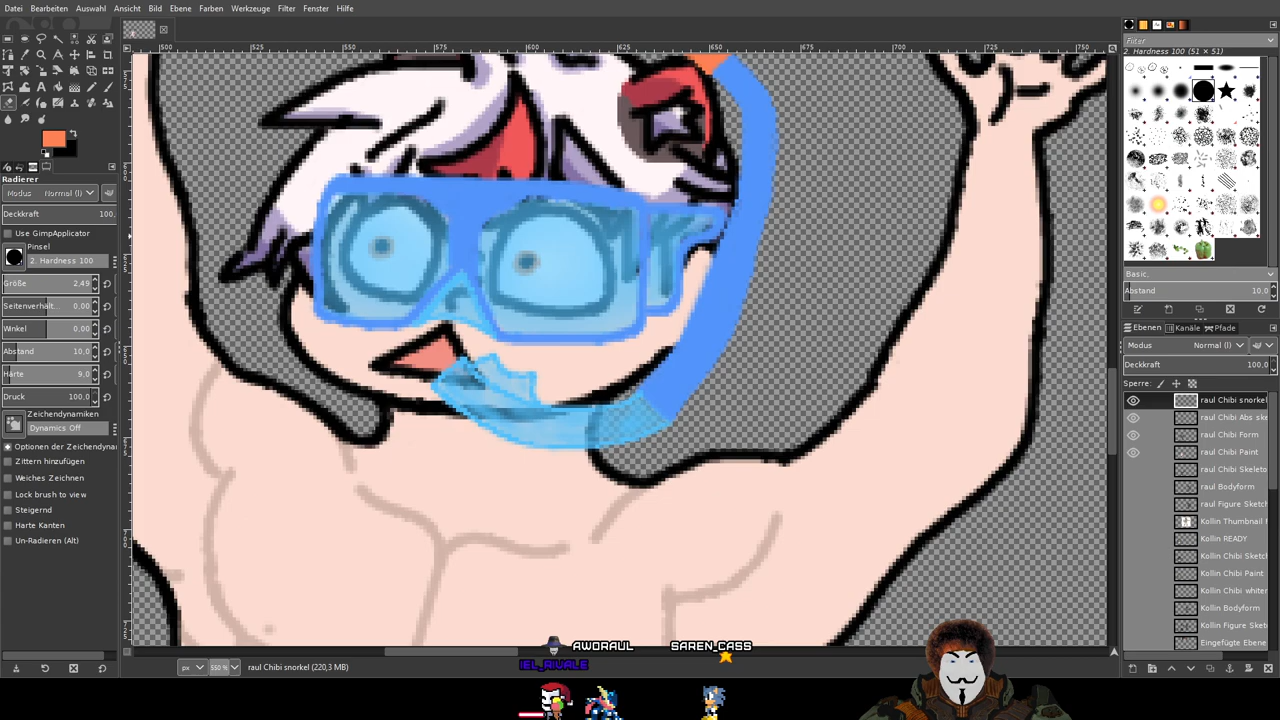 Datei Bearbeiten Auswahl Ansicht Bild Ebene Farben Werkzeuge Filter Fenster Hilfe
500 525 550 575 600 625 650 675 700 725 750
Filter
2. Hardness 100 (51 × 51)
Radierer
Modus Normal (l)
Deckkraft 100,
Use GimpApplicator
Pinsel
2. Hardness 100
Größe 2,49
Seitenverhält... 0,00
Winkel 0,00
Abstand 10,0
Härte 9,0
Druck 100,0
Zeichendynamiken
Dynamics Off
Optionen der Zeichendynam
Zittern hinzufügen
Weiches Zeichnen
Lock brush to view
Steigernd
Harte Kanten
Un-Radieren (Alt)
Basic,
Abstand 10,0
Ebenen Kanäle Pfade
Modus Normal (l)
Deckkraft 100,0
Sperre:
raul Chibi snorkel
raul Chibi Abs ske
raul Chibi Form
raul Chibi Paint
raul Chibi Skeleto
raul Bodyform
raul Figure Sketch
Kollin Thumbnail
Kollin READY
Kollin Chibi Sketc
Kollin Chibi Paint
Kollin Chibi whiter
Kollin Bodyform
Kollin Figure Sketc
Eingefügte Ebene
px 550 % raul Chibi snorkel (220,3 MB)
AWORAUL SAREN_CASS
IEL_RIVALE